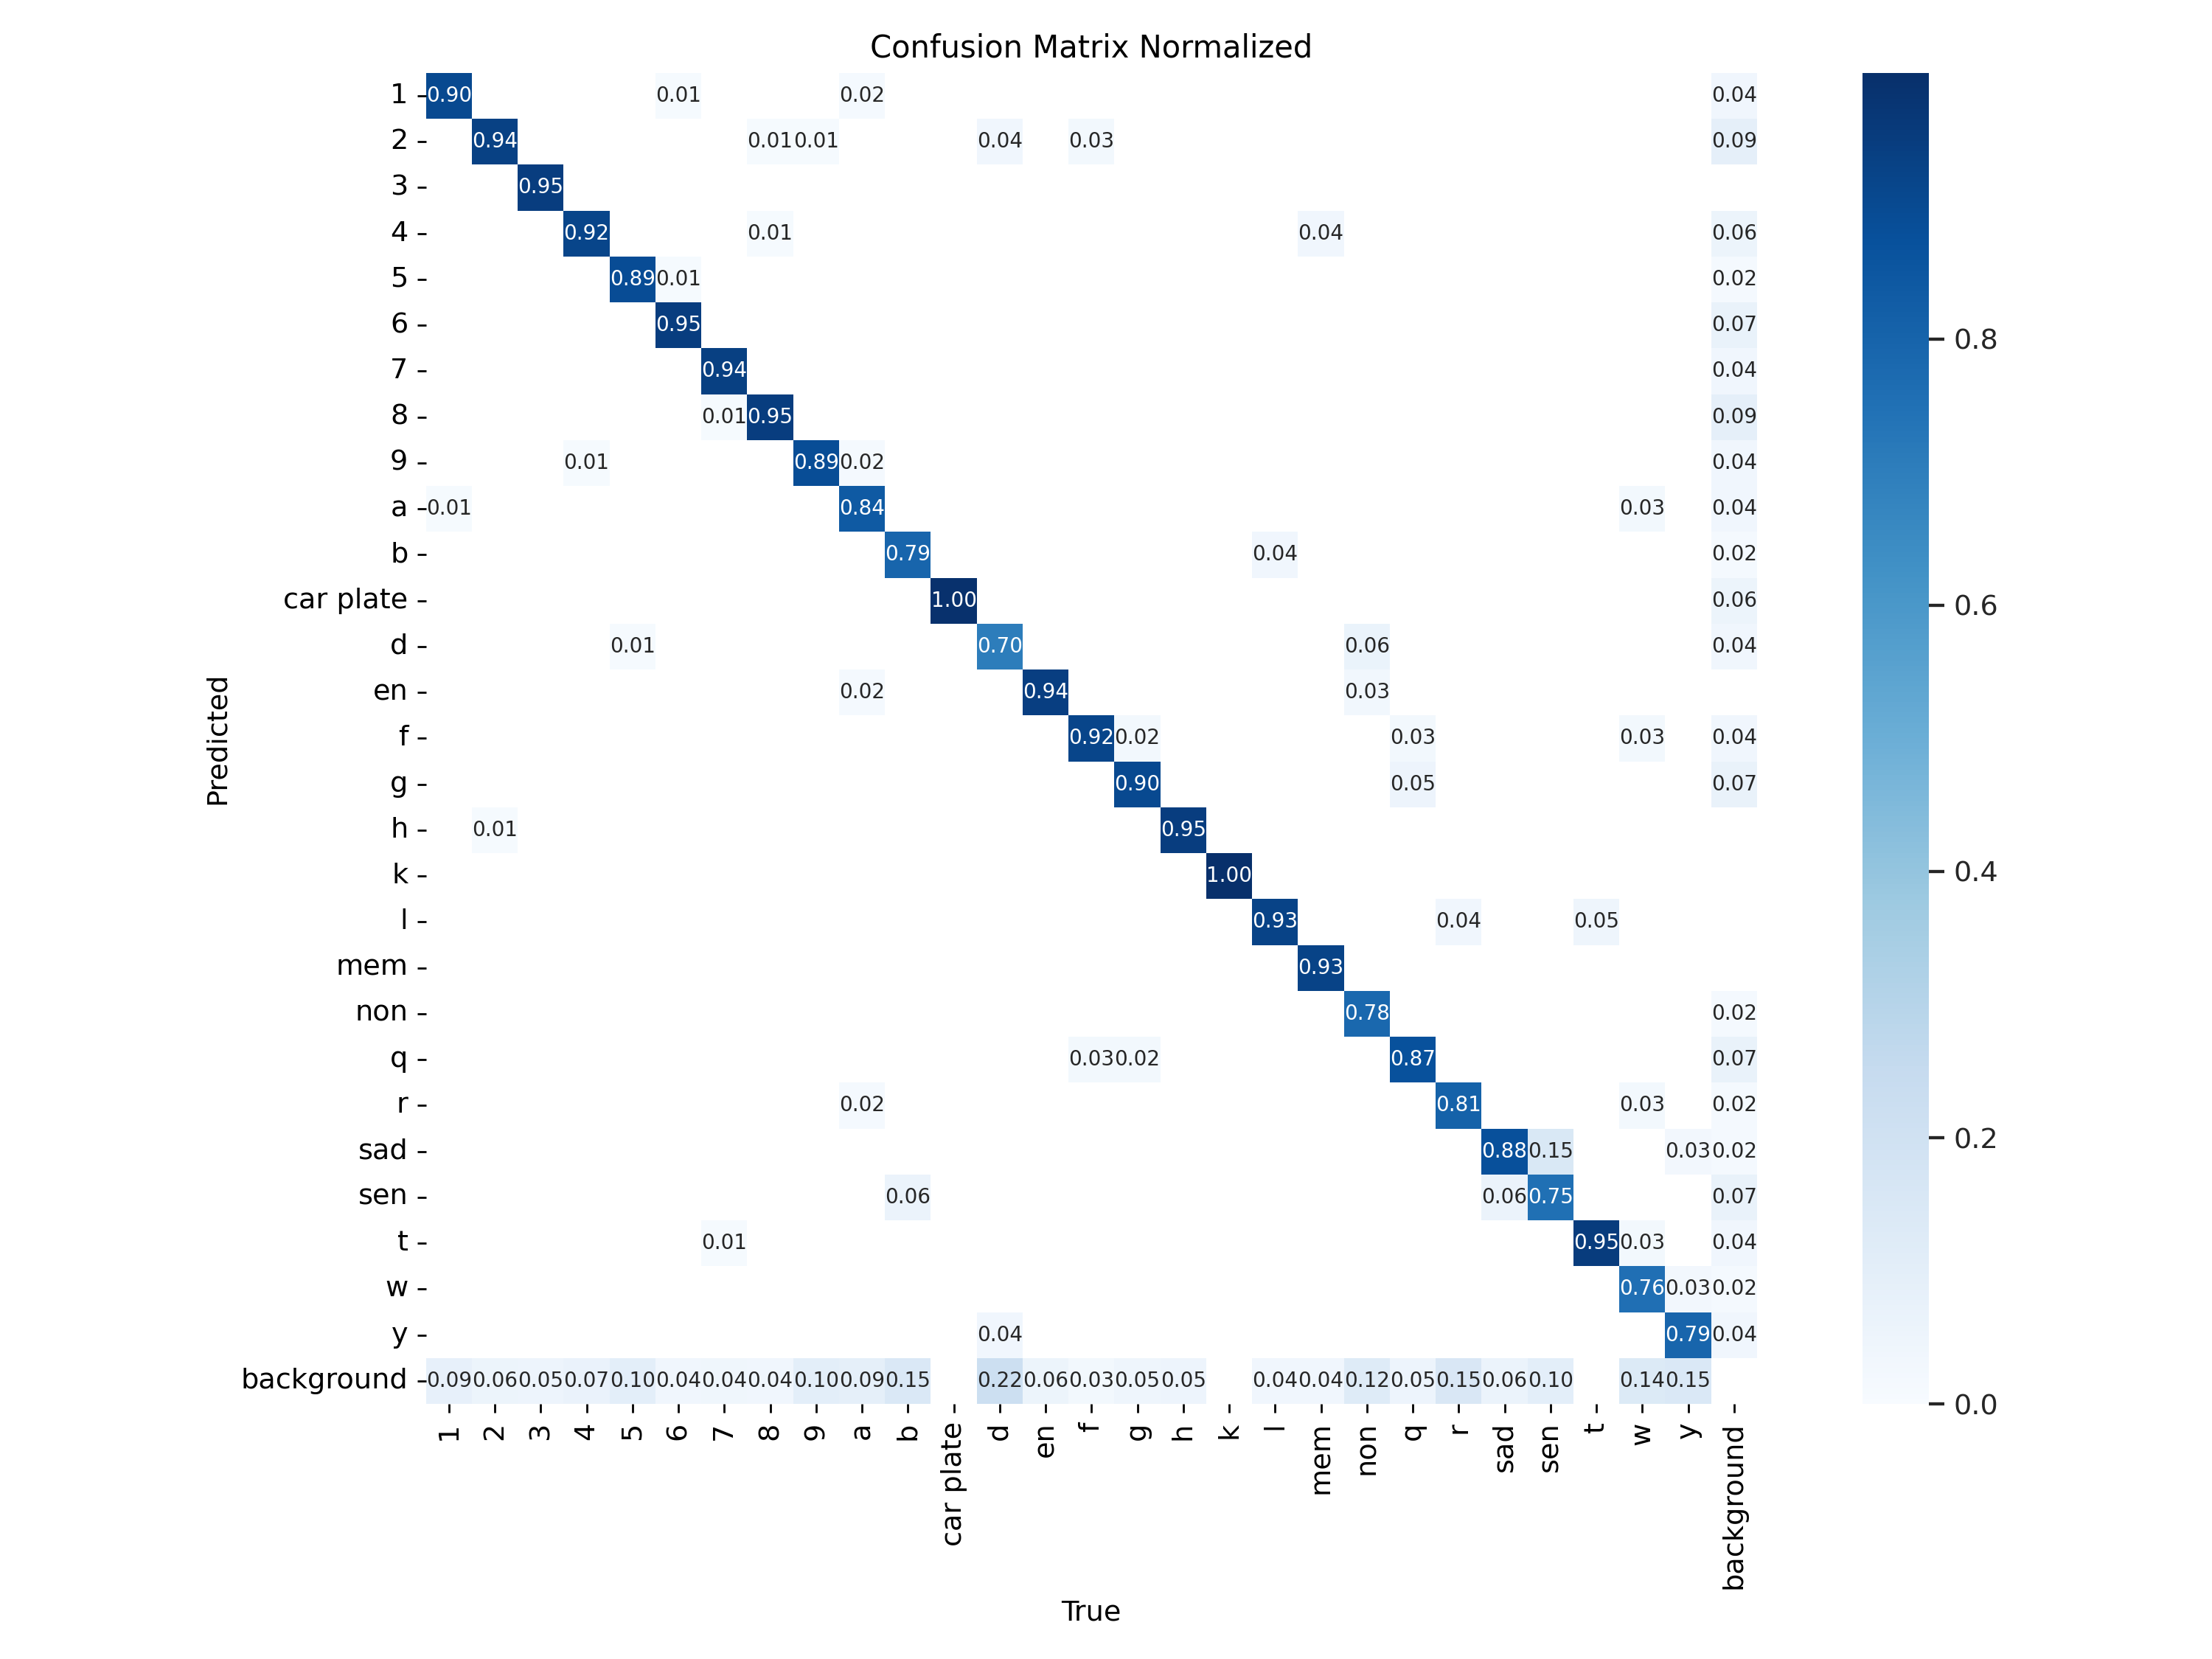 Confusion Matrix Normalized
1 0.90 0.01 0.02 0.04
2 0.94 0.01 0.01 0.04 0.03 0.09
3 0.95
4 0.92 0.01 0.04 0.06
5 0.89 0.01 0.02
6 0.95 0.07
7 0.94 0.04
8 0.01 0.95 0.09
9 0.01 0.89 0.02 0.04
a 0.01 0.84 0.03 0.04
b 0.79 0.04 0.02
car plate 1.00 0.06
d 0.01 0.70 0.06 0.04
en 0.02 0.94 0.03
f 0.92 0.02 0.03 0.03 0.04
g 0.90 0.05 0.07
h 0.01 0.95
k 1.00
l 0.93 0.04 0.05
mem 0.93
non 0.78 0.02
q 0.03 0.02 0.87 0.07
r 0.02 0.81 0.03 0.02
sad 0.88 0.15 0.03 0.02
sen 0.06 0.06 0.75 0.07
t 0.01 0.95 0.03 0.04
w 0.76 0.03 0.02
y 0.04 0.79 0.04
background 0.09 0.06 0.05 0.07 0.10 0.04 0.04 0.04 0.10 0.09 0.15 0.22 0.06 0.03 0.05 0.05 0.04 0.04 0.12 0.05 0.15 0.06 0.10 0.14 0.15
1 2 3 4 5 6 7 8 9 a b car plate d en f g h k l mem non q r sad sen t w y background
True
Predicted
0.8
0.6
0.4
0.2
0.0